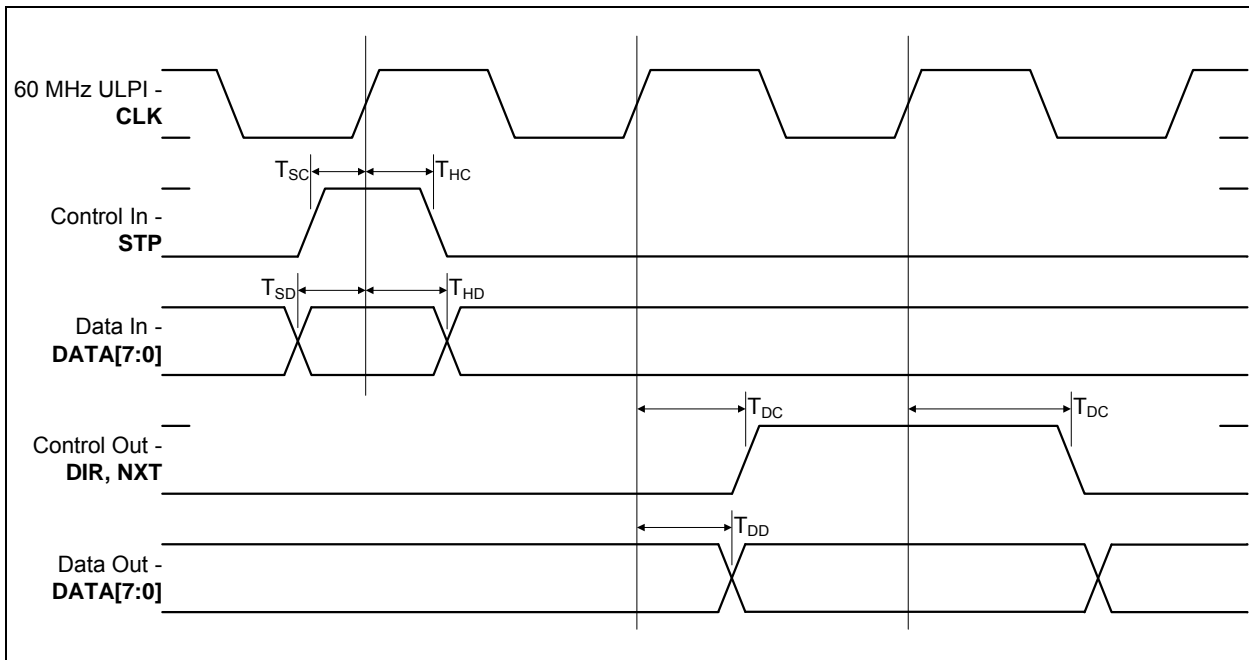 60 MHz ULPI -
CLK
TSC
THC
Control In -
STP
TSD
THD
Data In -
DATA[7:0]
TDC
TDC
Control Out -
DIR, NXT
TDD
Data Out -
DATA[7:0]